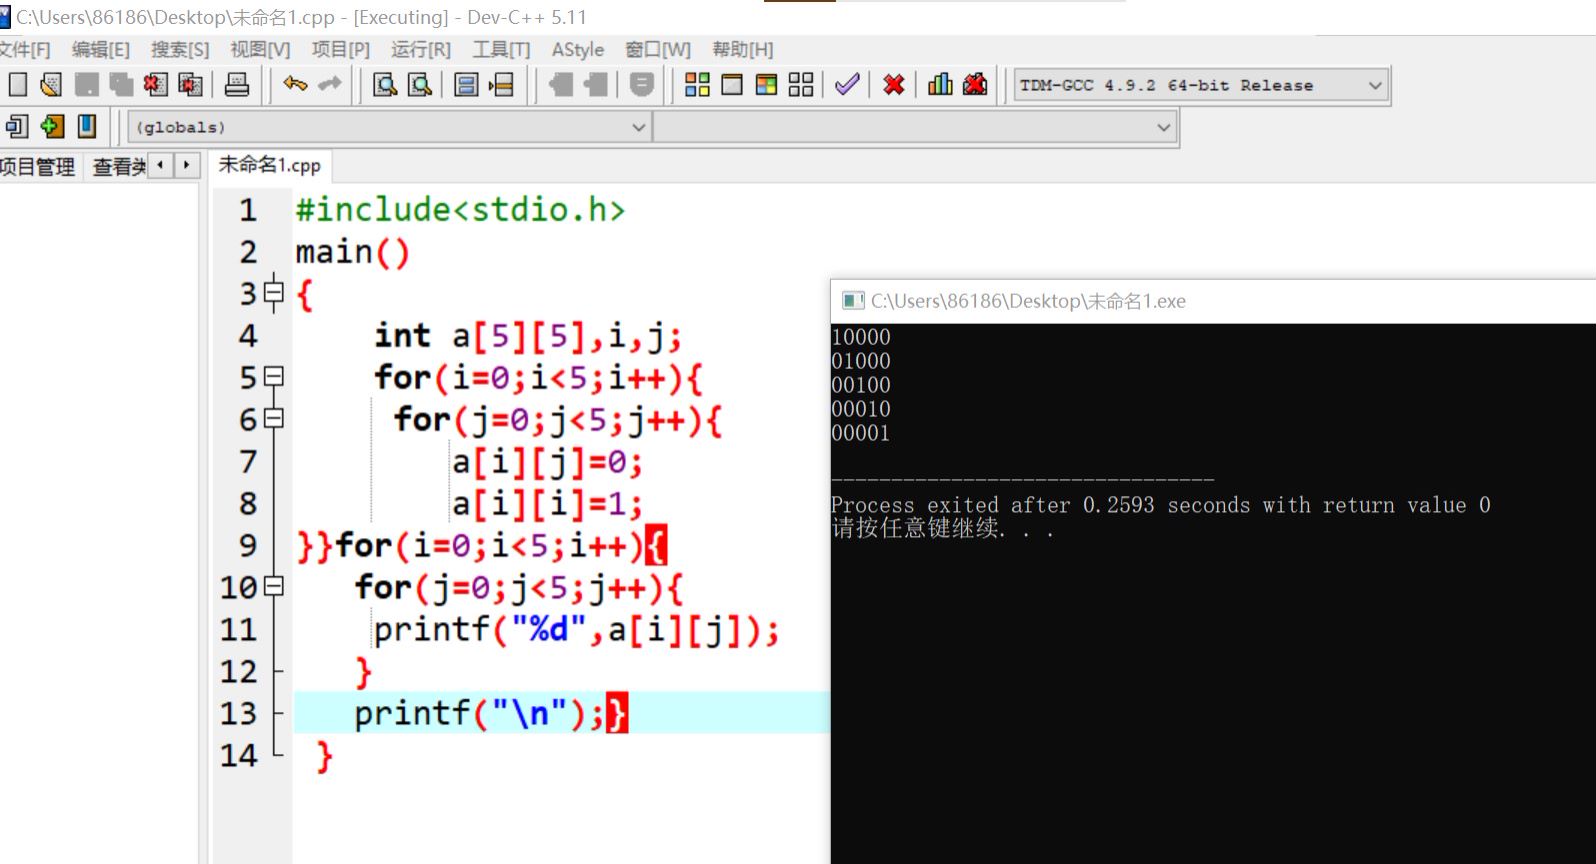 C:\Users\86186\Desktop\未命名1.cpp - [Executing] - Dev-C++ 5.11
文件[F] 编辑[E] 搜索[S] 视图[V] 项目[P] 运行[R] 工具[T] AStyle 窗口[W] 帮助[H]
TDM-GCC 4.9.2 64-bit Release
(globals)
项目管理 查看类 未命名1.cpp
1 #include<stdio.h>
2 main()
3 {
4 int a[5][5],i,j;
5 for(i=0;i<5;i++){
6 for(j=0;j<5;j++){
7 a[i][j]=0;
8 a[i][i]=1;
9 }}for(i=0;i<5;i++){
10 for(j=0;j<5;j++){
11 printf("%d",a[i][j]);
12 }
13 printf("\n");}
14 }
C:\Users\86186\Desktop\未命名1.exe
10000
01000
00100
00010
00001
--------------------------------
Process exited after 0.2593 seconds with return value 0
请按任意键继续. . .